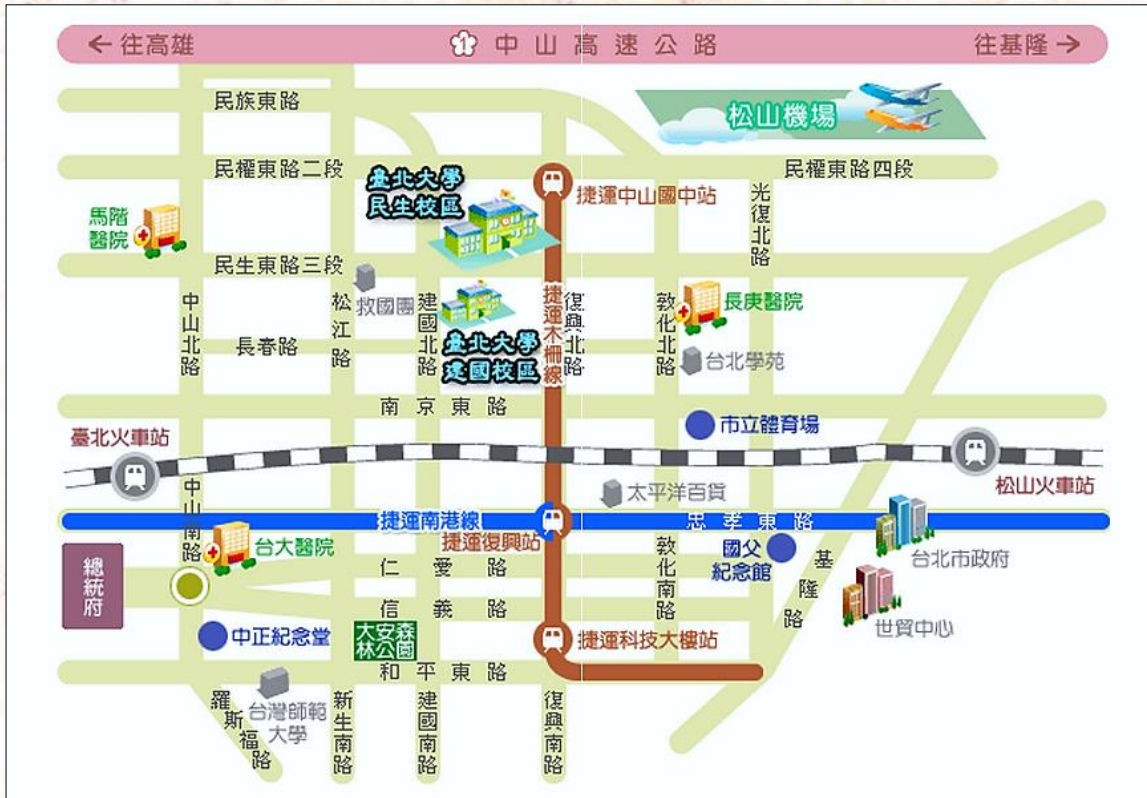 往高雄
1 中山高速公路
往基隆
民族東路
松山機場
民權東路二段
民權東路四段
臺北大學
民生校區
捷運中山國中站
光復北路
馬階
醫院
民生東路三段
救國團
中山北路
松江路
建國北路
捷運木柵線
復興北路
敦化北路
長庚醫院
長春路
臺北大學
建國校區
台北學苑
南京東路
市立體育場
臺北火車站
松山火車站
中山南路
太平洋百貨
捷運南港線
忠孝東路
捷運復興站
台大醫院
國父
紀念館
台北市政府
總統府
仁愛路
敦化南路
基隆路
信義路
世貿中心
中正紀念堂
大安森
林公園
捷運科技大樓站
和平東路
羅斯福路
台灣師範
大學
新生南路
建國南路
復興南路